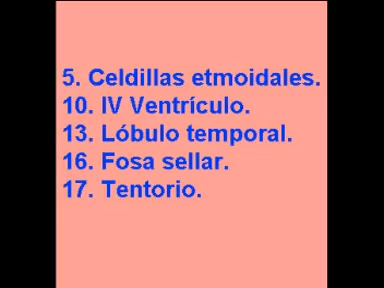 5. Celdillas etmoidales.
10. IV Ventrículo.
13. Lóbulo temporal.
16. Fosa sellar.
17. Tentorio.